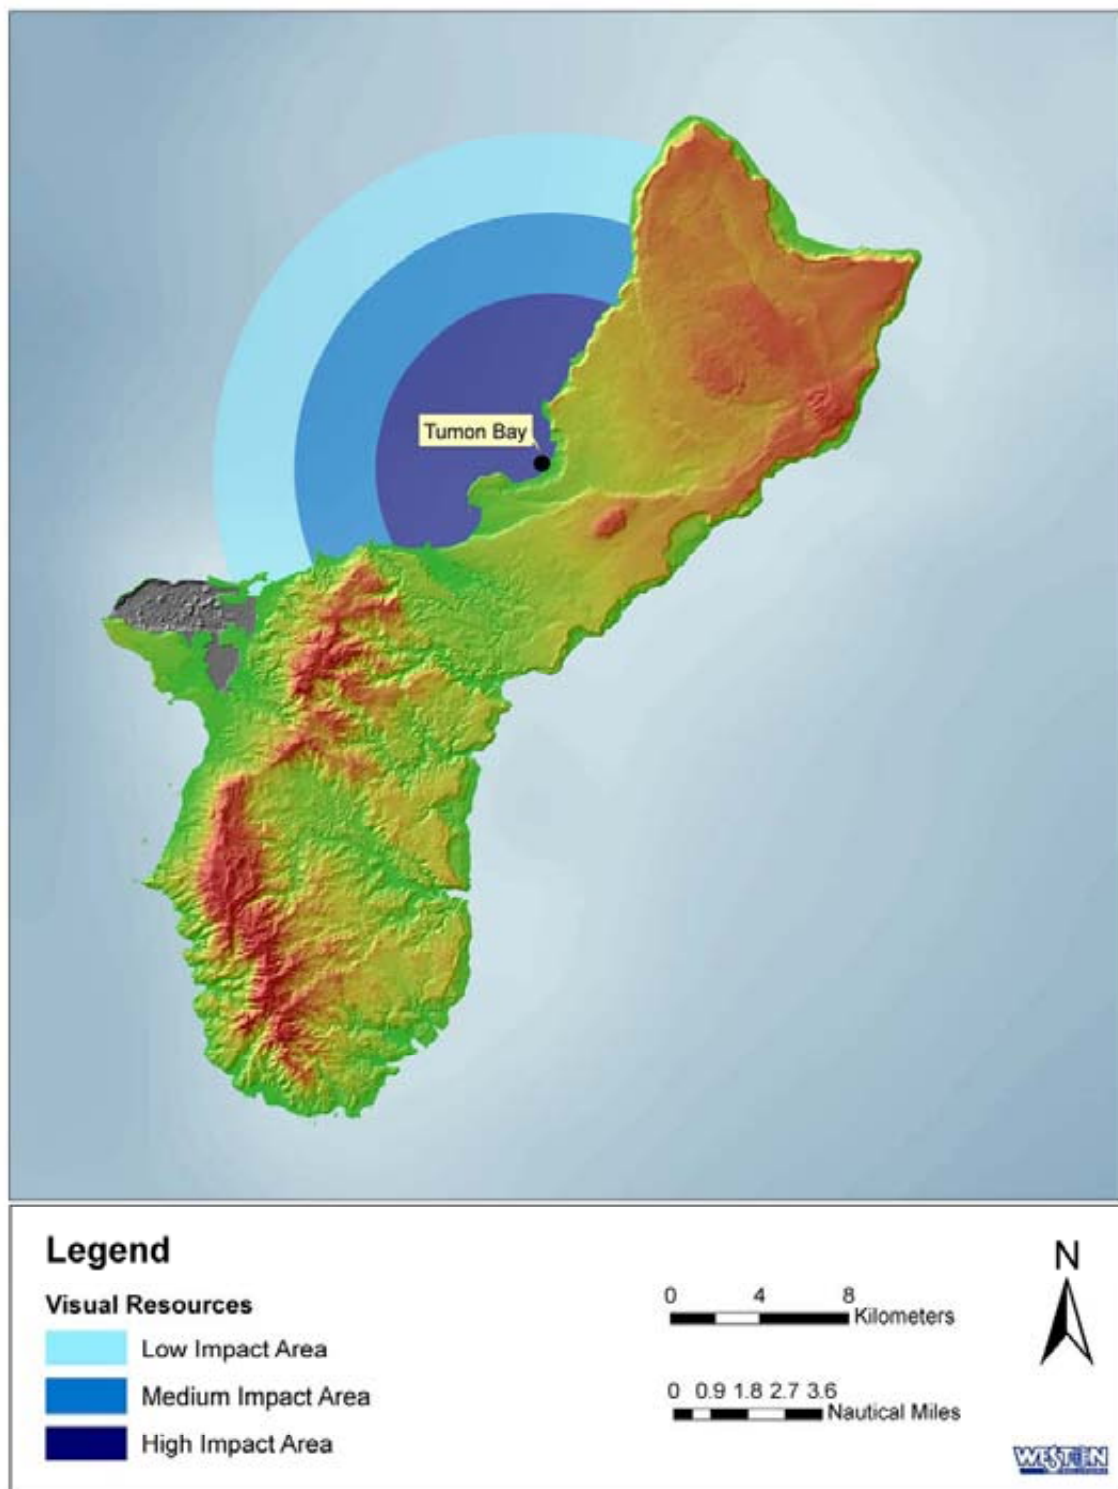 Tumon Bay
Legend
Visual Resources
Low Impact Area
Medium Impact Area
High Impact Area
0 4 8
Kilometers
0 0.9 1.8 2.7 3.6
Nautical Miles
N